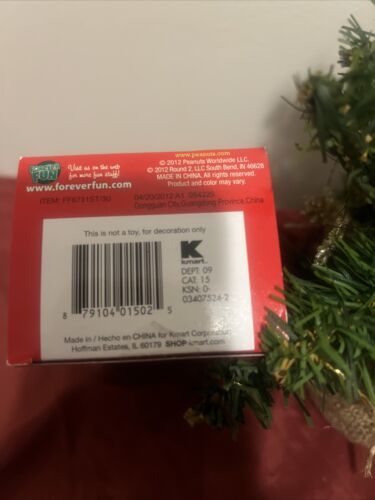 FOREVER
FUN
Visit us on the web
for more fun stuff!
www.foreverfun.com
www.peanuts.com
© 2012 Peanuts Worldwide LLC.
© 2012 Round 2, LLC South Bend, IN 46628
MADE IN CHINA. All rights reserved.
Product and color may vary.
ITEM: FF6731ST/30
04/20/2012 A1
Dongguan City, Guangdong Province, China
This is not a toy, for decoration only
K
kmart
DEPT: 09
CAT: 15
KSN: 0-
03407524-2
8 79104 01502 5
Made in / Hecho en CHINA for Kmart Corporation
Hoffman Estates, IL 60179 SHOP kmart.com